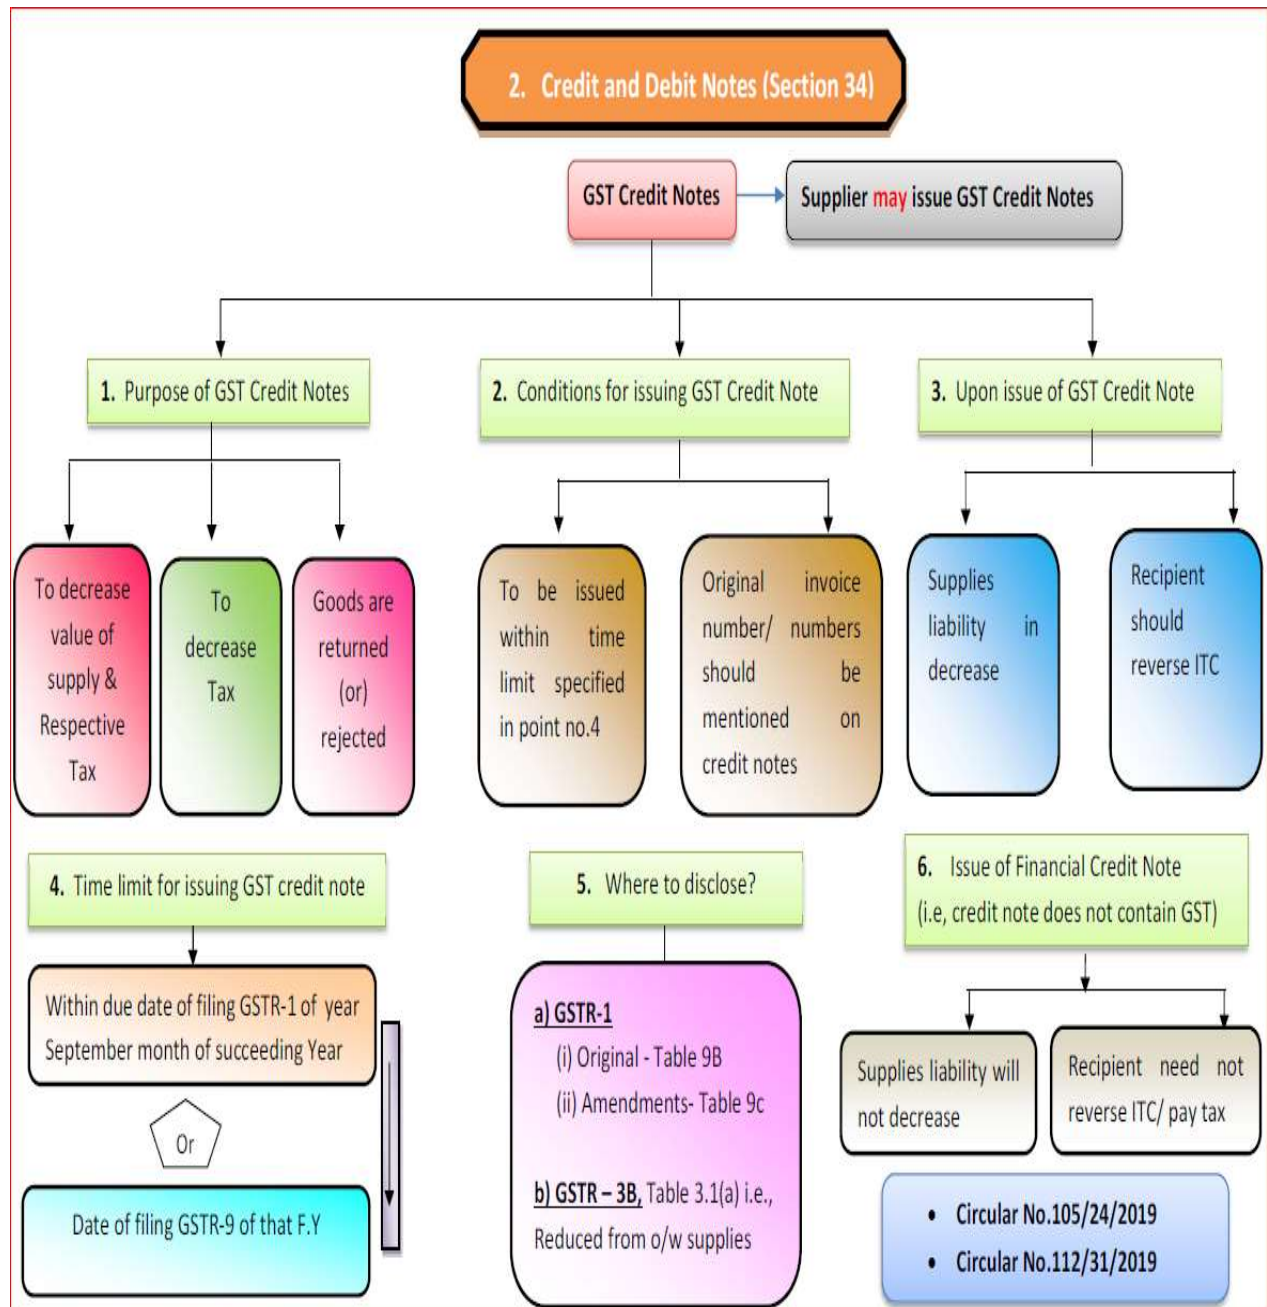 2. Credit and Debit Notes (Section 34)
GST Credit Notes
Supplier may issue GST Credit Notes
1. Purpose of GST Credit Notes
2. Conditions for issuing GST Credit Note
3. Upon issue of GST Credit Note
To decrease
value of
supply &
Respective
Tax
To
decrease
Tax
Goods are
returned
(or)
rejected
To be issued
within time
limit specified
in point no.4
Original invoice
number/ numbers
should be
mentioned on
credit notes
Supplies
liability in
decrease
Recipient
should
reverse ITC
4. Time limit for issuing GST credit note
Within due date of filing GSTR-1 of year
September month of succeeding Year
Or
Date of filing GSTR-9 of that F.Y
5. Where to disclose?
a) GSTR-1
(i) Original - Table 9B
(ii) Amendments- Table 9c
b) GSTR – 3B, Table 3.1(a) i.e.,
Reduced from o/w supplies
6. Issue of Financial Credit Note
(i.e, credit note does not contain GST)
Supplies liability will
not decrease
Recipient need not
reverse ITC/ pay tax
• Circular No.105/24/2019
• Circular No.112/31/2019